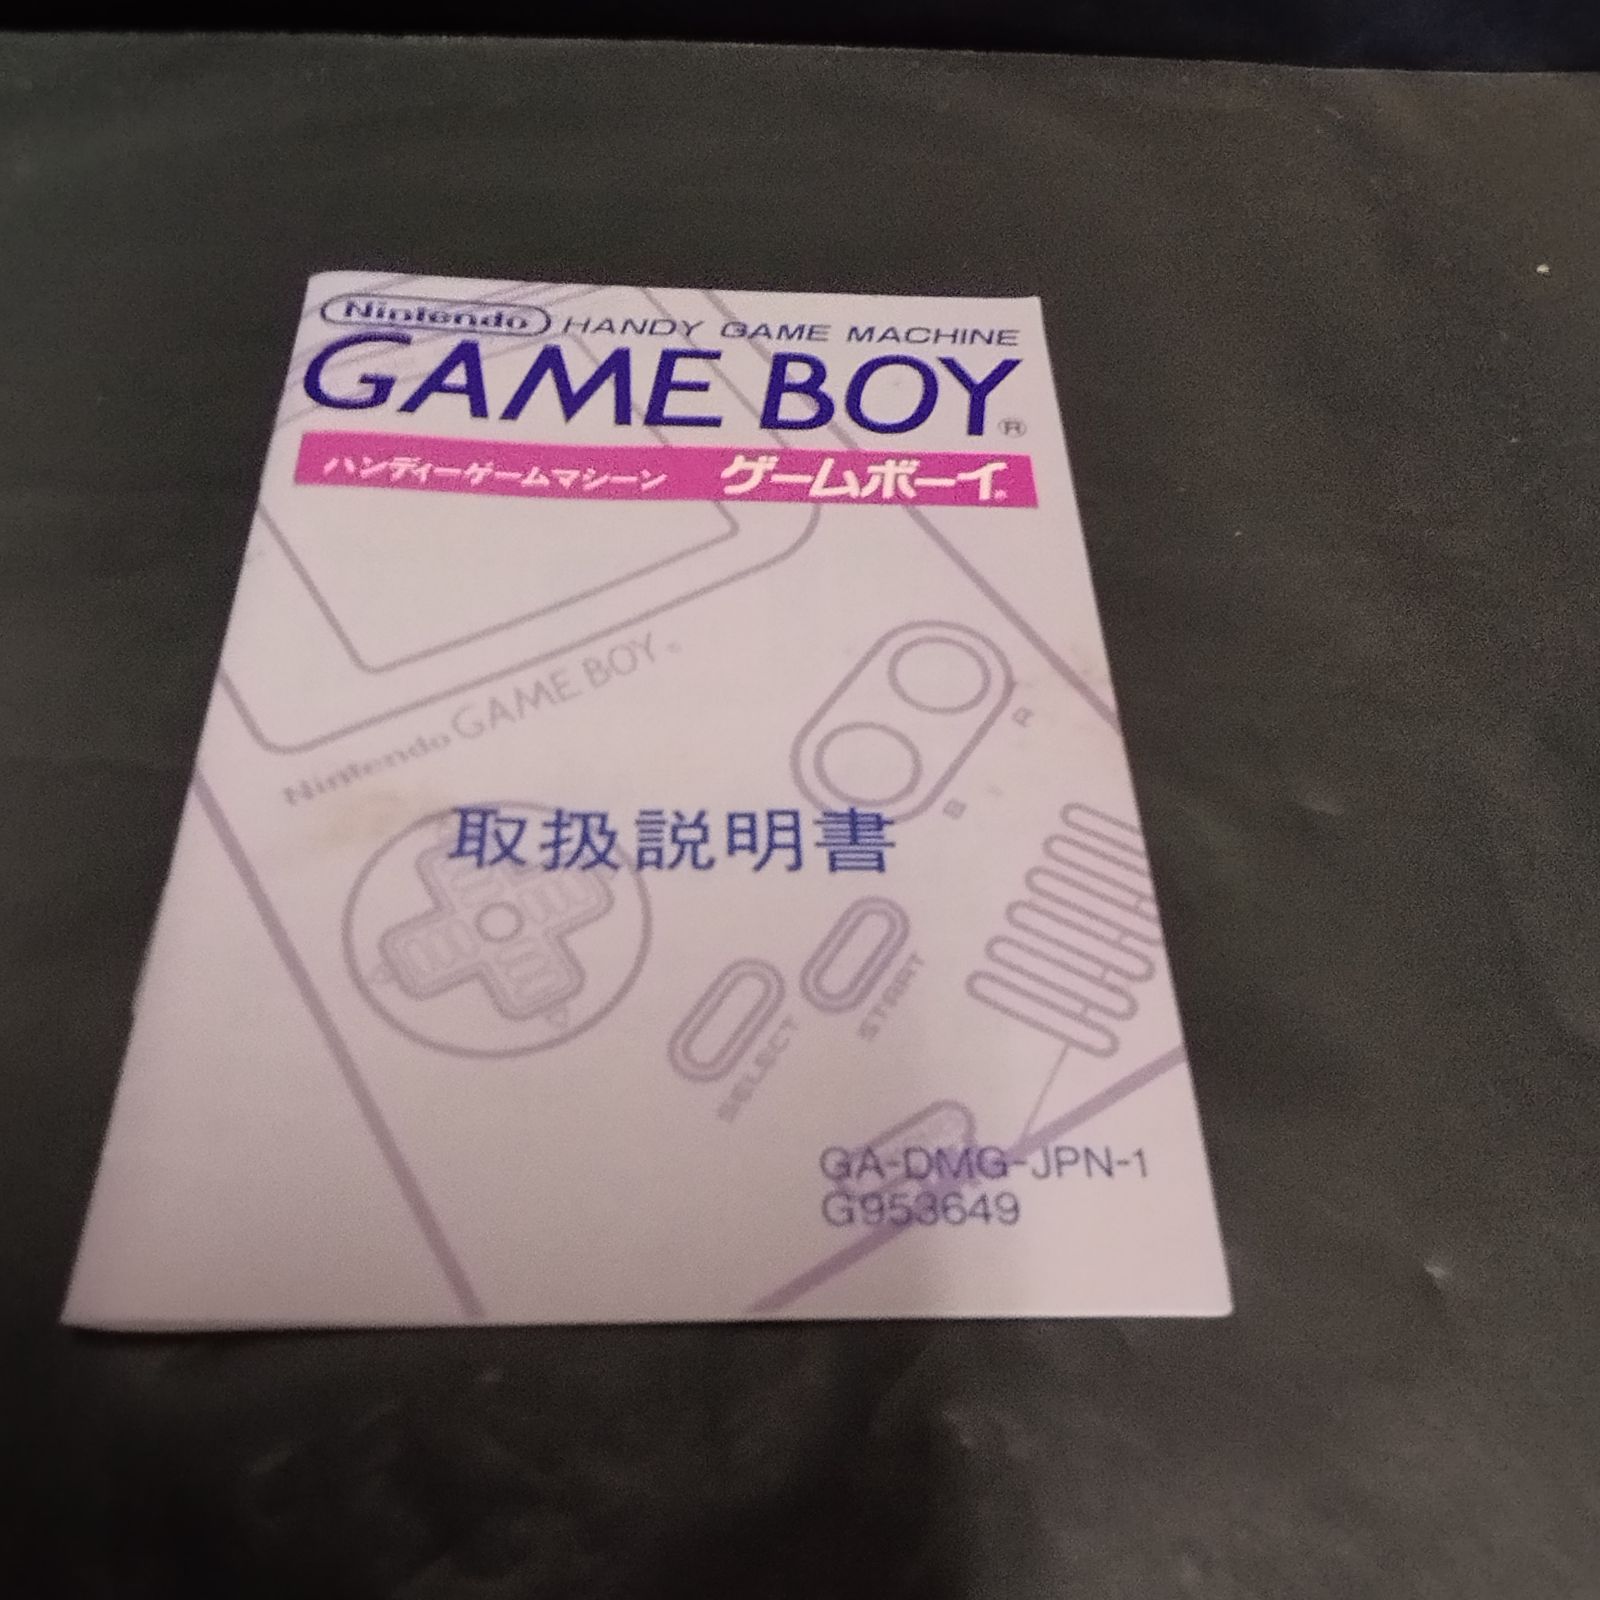 Nintendo HANDY GAME MACHINE
GAME BOY®
ハンディーゲームマシーン ゲームボーイ®
Nintendo GAME BOY®
A
B
取扱説明書
START
SELECT
GA-DMG-JPN-1
G953649